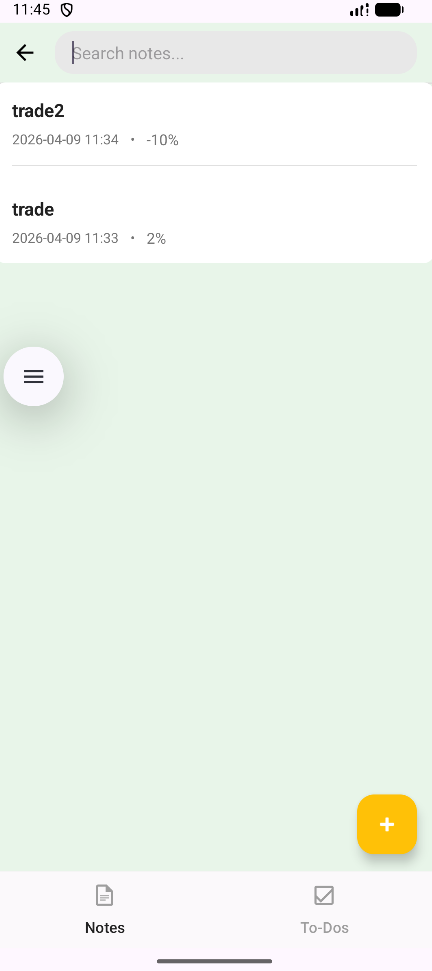 11:45
Search notes...
trade2
2026-04-09 11:34 • -10%
trade
2026-04-09 11:33 • 2%
Notes
To-Dos